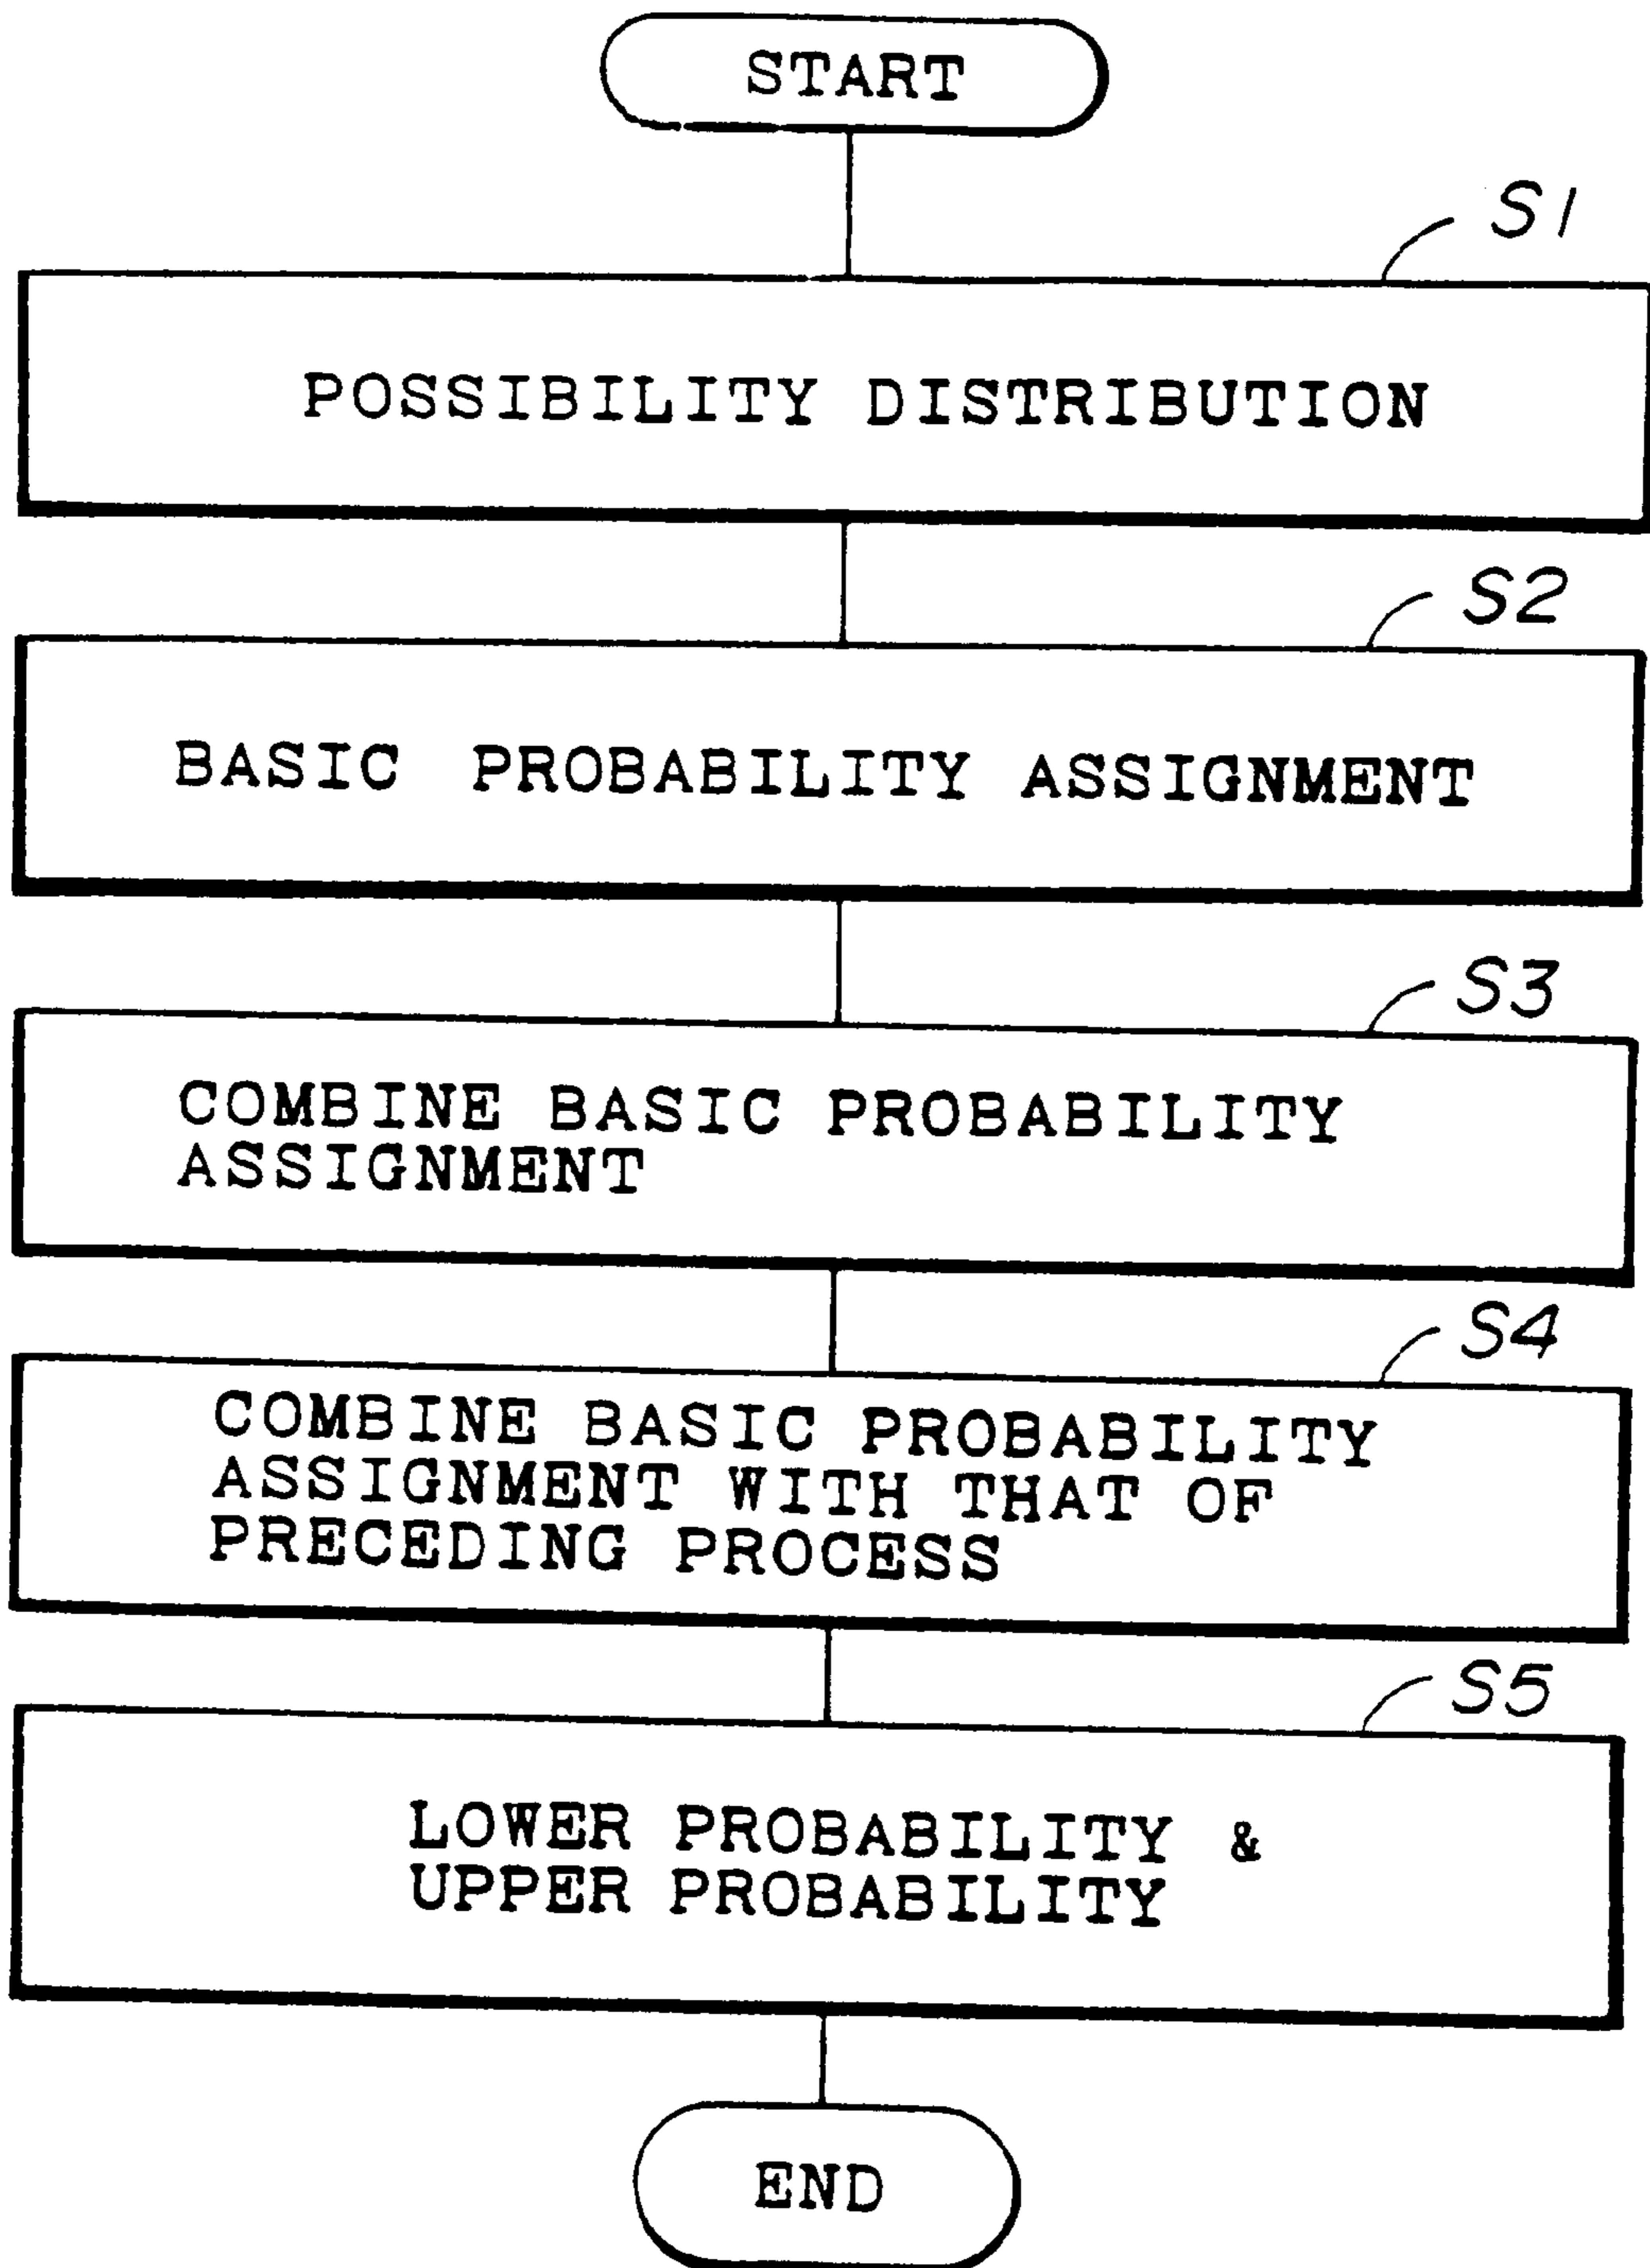 START
S1
POSSIBILITY DISTRIBUTION
S2
BASIC PROBABILITY ASSIGNMENT
S3
COMBINE BASIC PROBABILITY
ASSIGNMENT
S4
COMBINE BASIC PROBABILITY
ASSIGNMENT WITH THAT OF
PRECEDING PROCESS
S5
LOWER PROBABILITY &
UPPER PROBABILITY
END